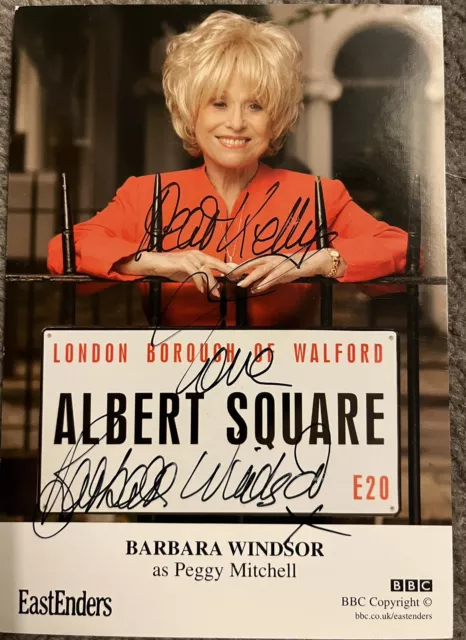 Dear Kelly
LONDON BOROUGH OF WALFORD
Love
ALBERT SQUARE
Barbara Windsor
E20
x
BARBARA WINDSOR
as Peggy Mitchell
BBC
EastEnders
BBC Copyright ©
bbc.co.uk/eastenders